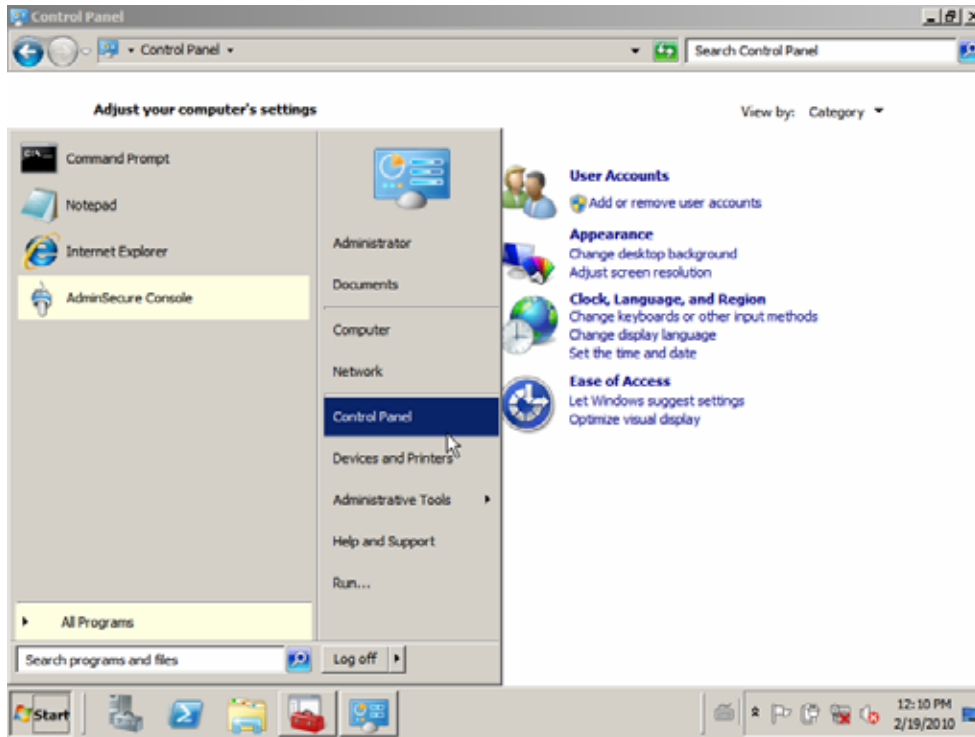 Control Panel
Control Panel
Search Control Panel
Adjust your computer's settings
View by: Category
Command Prompt
Notepad
Internet Explorer
AdminSecure Console
All Programs
Search programs and files
Administrator
Documents
Computer
Network
Control Panel
Devices and Printers
Administrative Tools
Help and Support
Run...
Log off
User Accounts
Add or remove user accounts
Appearance
Change desktop background
Adjust screen resolution
Clock, Language, and Region
Change keyboards or other input methods
Change display language
Set the time and date
Ease of Access
Let Windows suggest settings
Optimize visual display
Start
12:10 PM
2/19/2010